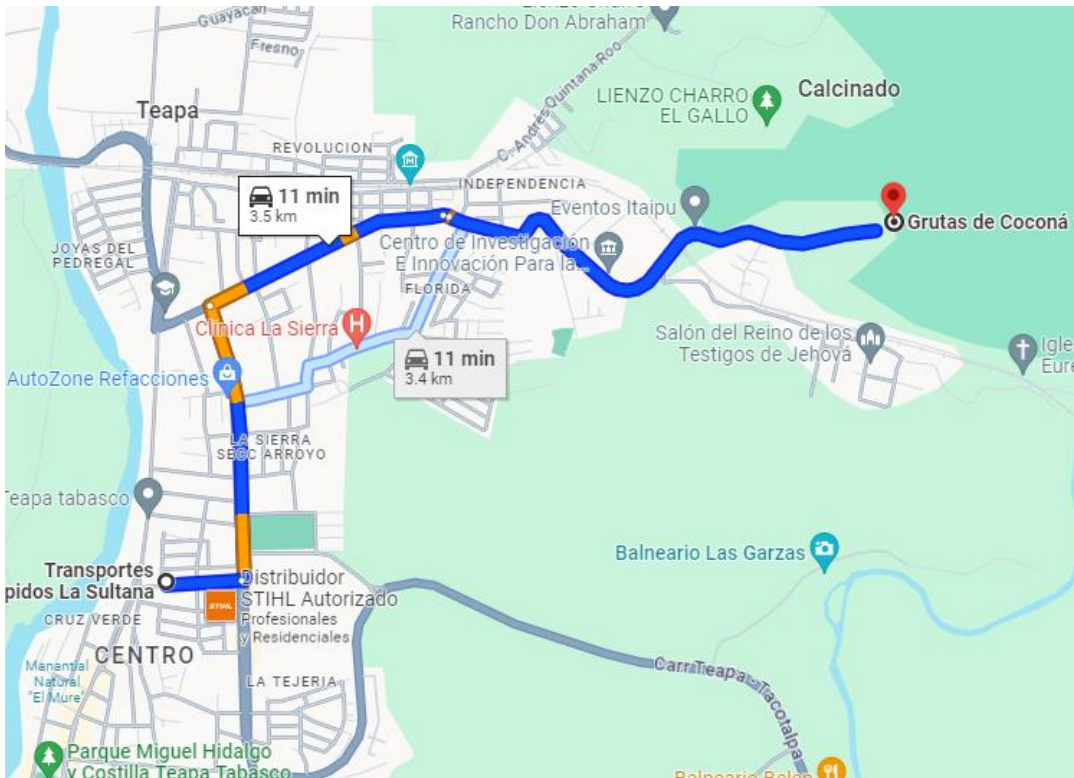 Guayacan
Fresno
Rancho Don Abraham
C. Andrés Quintana Roo
LIENZO CHARRO
EL GALLO
Calcinado
Teapa
REVOLUCION
M
INDEPENDENCIA
11 min
3.5 km
Eventos Itaipu
Grutas de Coconá
JOYAS DEL
PEDREGAL
Centro de Investigación
E Innovación Para la...
FLORIDA
Clinica La Sierra
H
11 min
3.4 km
Salón del Reino de los
Testigos de Jehová
Igle
Eure
AutoZone Refacciones
LA SIERRA
SECC ARROYO
Teapa tabasco
Balneario Las Garzas
Transportes
pidos La Sultana
Distribuidor
STIHL Autorizado
Profesionales
y Residenciales
STIHL
CRUZ VERDE
CENTRO
Manantial
Natural
"El Mure"
LA TEJERIA
Carr Teapa - Tacotalpa
Parque Miguel Hidalgo
y Costilla Teapa Tabasco